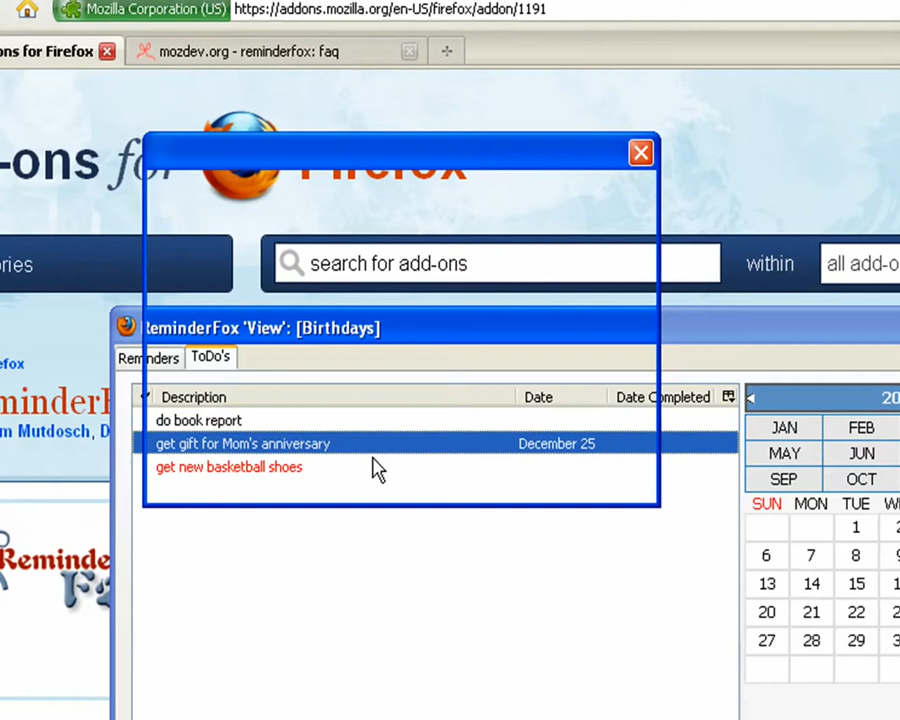 Mozilla Corporation (US) https://addons.mozilla.org/en-US/firefox/addon/1191
ons for Firefox mozdev.org - reminderfox: faq
-ons for Firefox
ries search for add-ons within all add-o
efox
ReminderFox 'View': [Birthdays]
Reminders ToDo's
minderF
m Mutdosch, D
Description Date Date Completed
do book report
get gift for Mom's anniversary December 25
get new basketball shoes
20
JAN FEB
MAY JUN
SEP OCT
SUN MON TUE W
1 2
6 7 8
13 14 15
20 21 22
27 28 29
Reminder
Fa